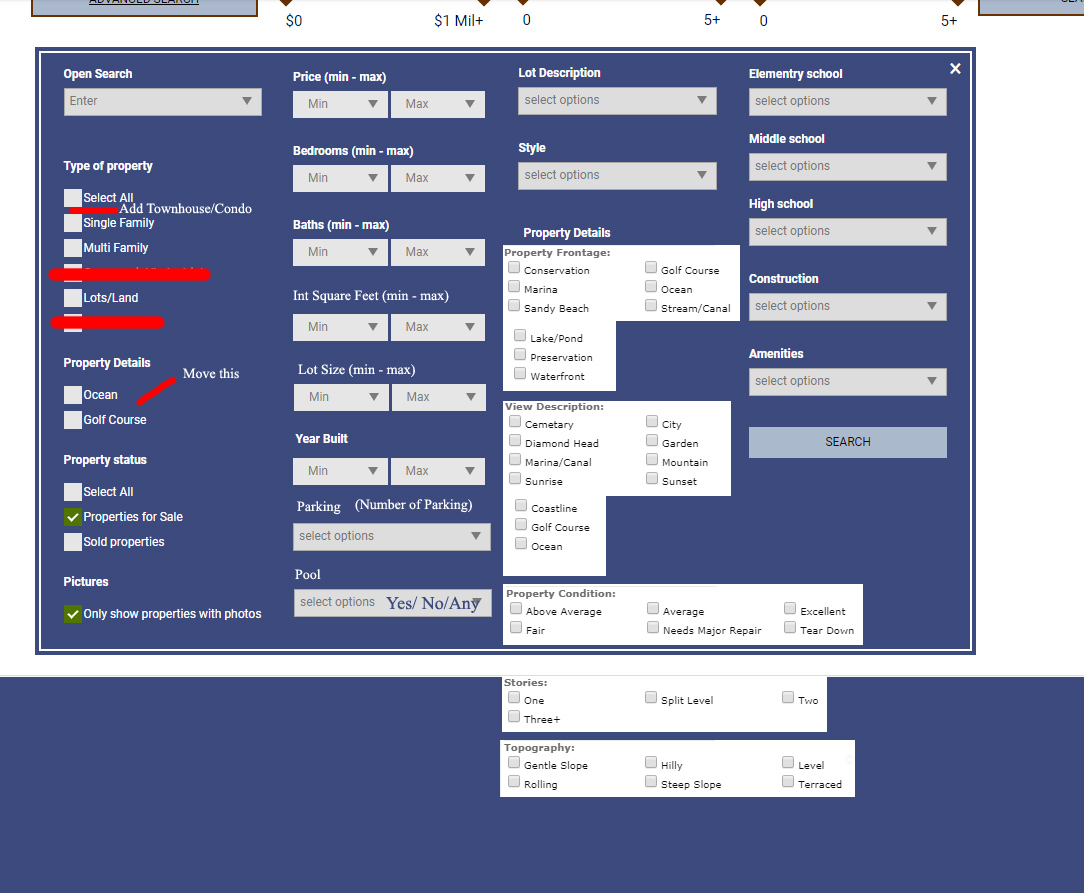 ADVANCED SEARCH
$0
$1 Mil+
0
5+
0
5+
Open Search
Enter
Type of property
Select All
Add Townhouse/Condo
Single Family
Multi Family
Lots/Land
Property Details
Move this
Ocean
Golf Course
Property status
Select All
Properties for Sale
Sold properties
Pictures
Only show properties with photos
Price (min - max)
Min
Max
Bedrooms (min - max)
Min
Max
Baths (min - max)
Min
Max
Int Square Feet (min - max)
Min
Max
Lot Size (min - max)
Min
Max
Year Built
Min
Max
Parking (Number of Parking)
select options
Pool
select options Yes/ No/Any
Lot Description
select options
Style
select options
Property Details
Property Frontage:
Conservation
Golf Course
Marina
Ocean
Sandy Beach
Stream/Canal
Lake/Pond
Preservation
Waterfront
View Description:
Cemetary
City
Diamond Head
Garden
Marina/Canal
Mountain
Sunrise
Sunset
Coastline
Golf Course
Ocean
Property Condition:
Above Average
Average
Excellent
Fair
Needs Major Repair
Tear Down
Stories:
One
Split Level
Two
Three+
Topography:
Gentle Slope
Hilly
Level
Rolling
Steep Slope
Terraced
×
Elementry school
select options
Middle school
select options
High school
select options
Construction
select options
Amenities
select options
SEARCH